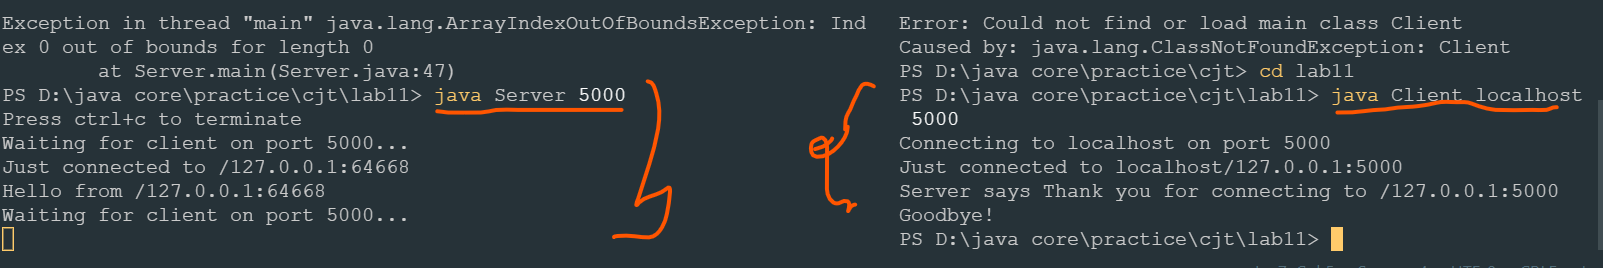 Exception in thread "main" java.lang.ArrayIndexOutOfBoundsException: Ind
ex 0 out of bounds for length 0
at Server.main(Server.java:47)
PS D:\java core\practice\cjt\lab11> java Server 5000
Press ctrl+c to terminate
Waiting for client on port 5000...
Just connected to /127.0.0.1:64668
Hello from /127.0.0.1:64668
Waiting for client on port 5000...
Error: Could not find or load main class Client
Caused by: java.lang.ClassNotFoundException: Client
PS D:\java core\practice\cjt> cd lab11
PS D:\java core\practice\cjt\lab11> java Client localhost
5000
Connecting to localhost on port 5000
Just connected to localhost/127.0.0.1:5000
Server says Thank you for connecting to /127.0.0.1:5000
Goodbye!
PS D:\java core\practice\cjt\lab11>